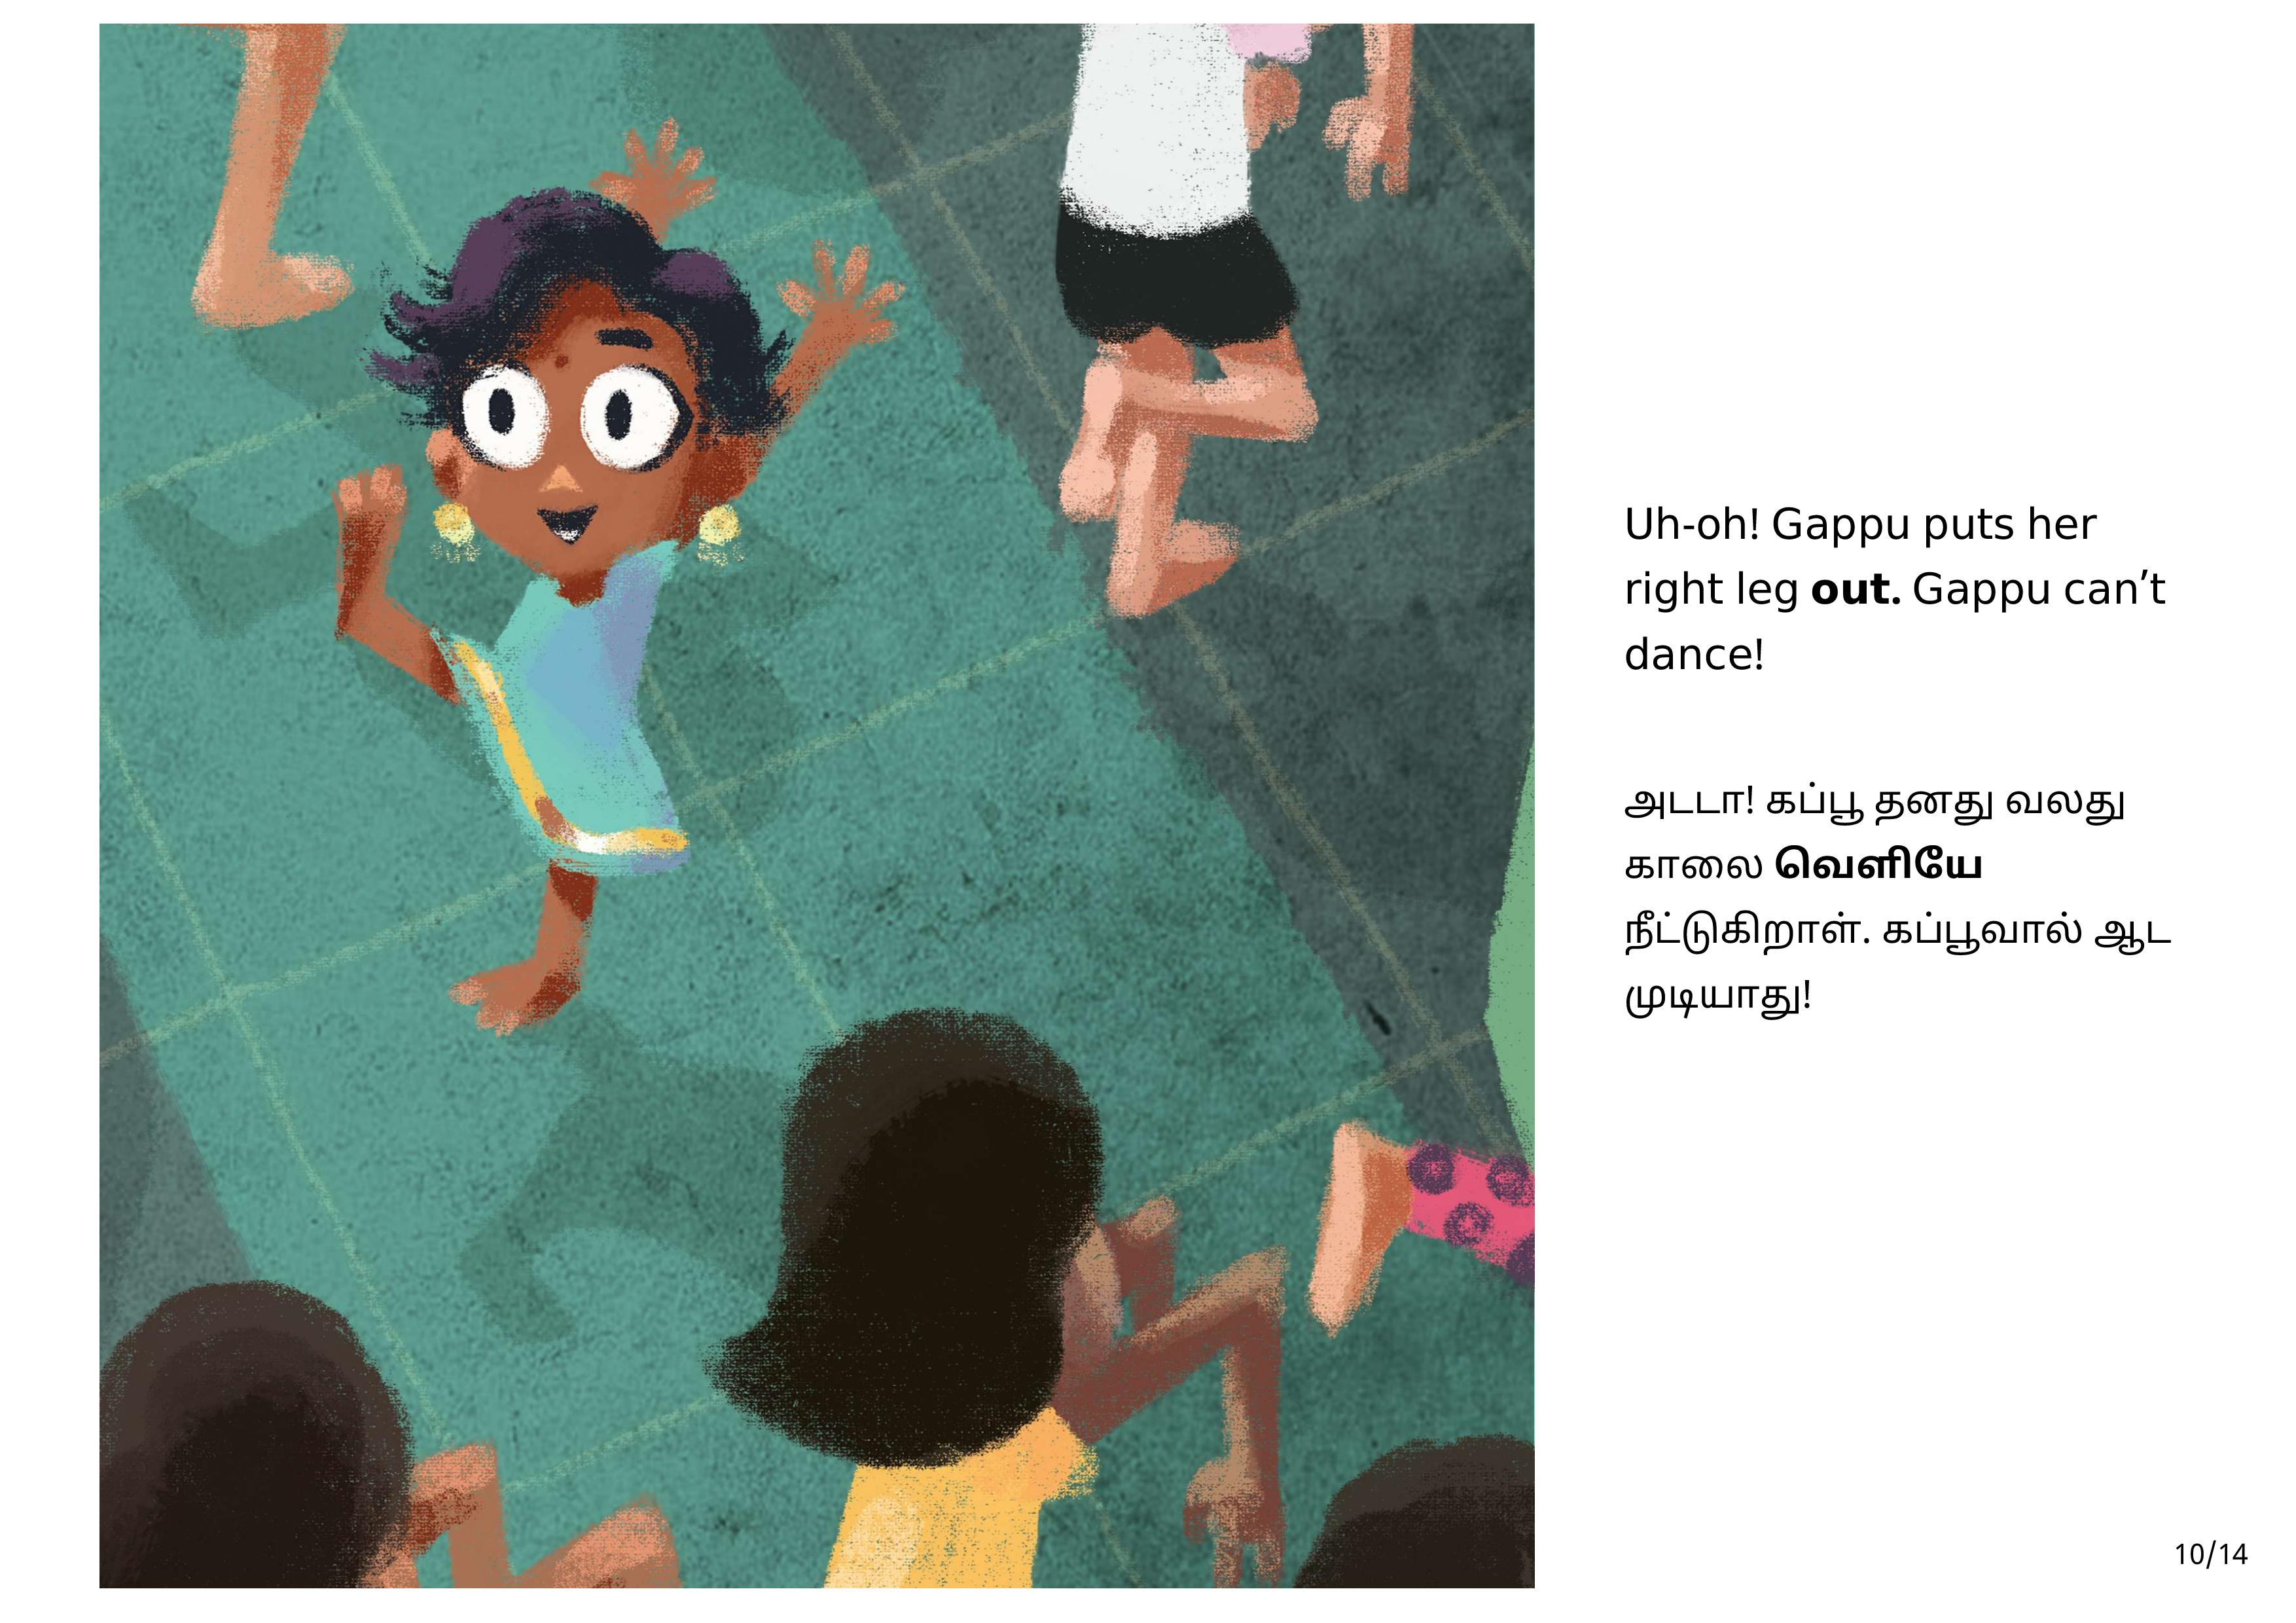 Uh-oh! Gappu puts her
right leg out. Gappu can’t
dance!
அடடா! கப்பூ தனது வலது
காலை வெளியே
நீட்டுகிறாள். கப்பூவால் ஆட
முடியாது!
10/14